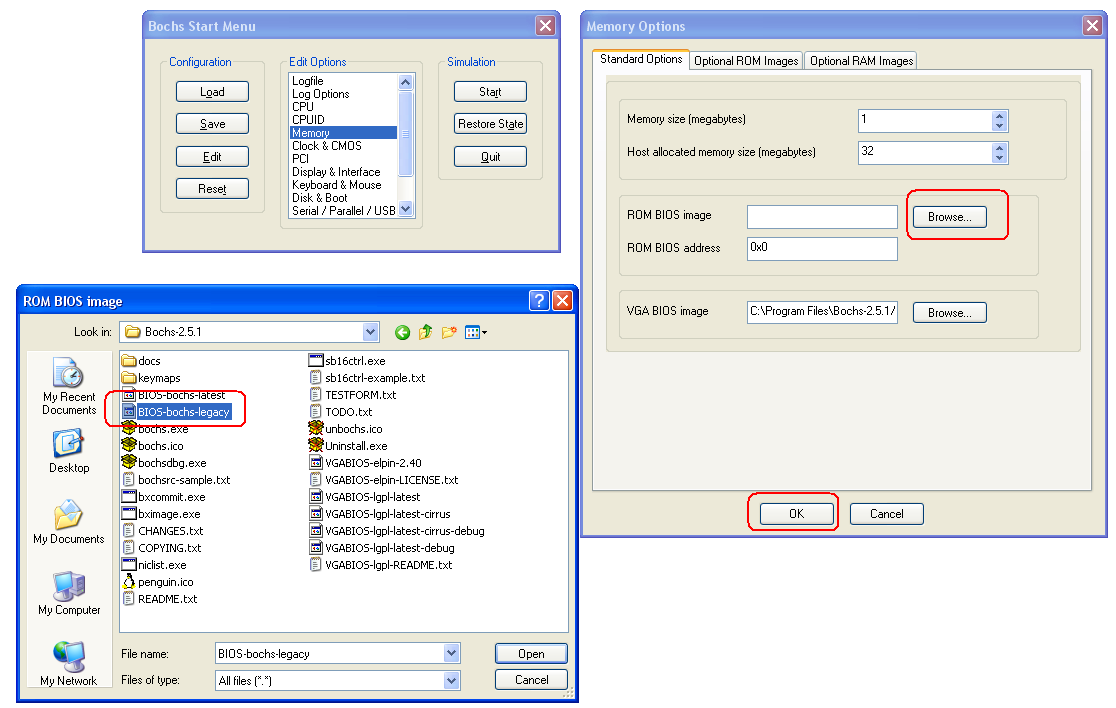 Bochs Start Menu
Configuration
Load
Save
Edit
Reset
Edit Options
Logfile
Log Options
CPU
CPUID
Memory
Clock & CMOS
PCI
Display & Interface
Keyboard & Mouse
Disk & Boot
Serial / Parallel / USB
Simulation
Start
Restore State
Quit
Memory Options
Standard Options
Optional ROM Images
Optional RAM Images
Memory size (megabytes)
1
Host allocated memory size (megabytes)
32
ROM BIOS image
Browse...
ROM BIOS address
0x0
VGA BIOS image
C:\Program Files\Bochs-2.5.1/
Browse...
OK
Cancel
ROM BIOS image
Look in:
Bochs-2.5.1
My Recent
Documents
Desktop
My Documents
My Computer
My Network
docs
keymaps
BIOS-bochs-latest
BIOS-bochs-legacy
bochs.exe
bochs.ico
bochsdbg.exe
bochsrc-sample.txt
bxcommit.exe
bximage.exe
CHANGES.txt
COPYING.txt
niclist.exe
penguin.ico
README.txt
sb16ctrl.exe
sb16ctrl-example.txt
TESTFORM.txt
TODO.txt
unbochs.ico
Uninstall.exe
VGABIOS-elpin-2.40
VGABIOS-elpin-LICENSE.txt
VGABIOS-lgpl-latest
VGABIOS-lgpl-latest-cirrus
VGABIOS-lgpl-latest-cirrus-debug
VGABIOS-lgpl-latest-debug
VGABIOS-lgpl-README.txt
File name:
BIOS-bochs-legacy
Open
Files of type:
All files (*.*)
Cancel